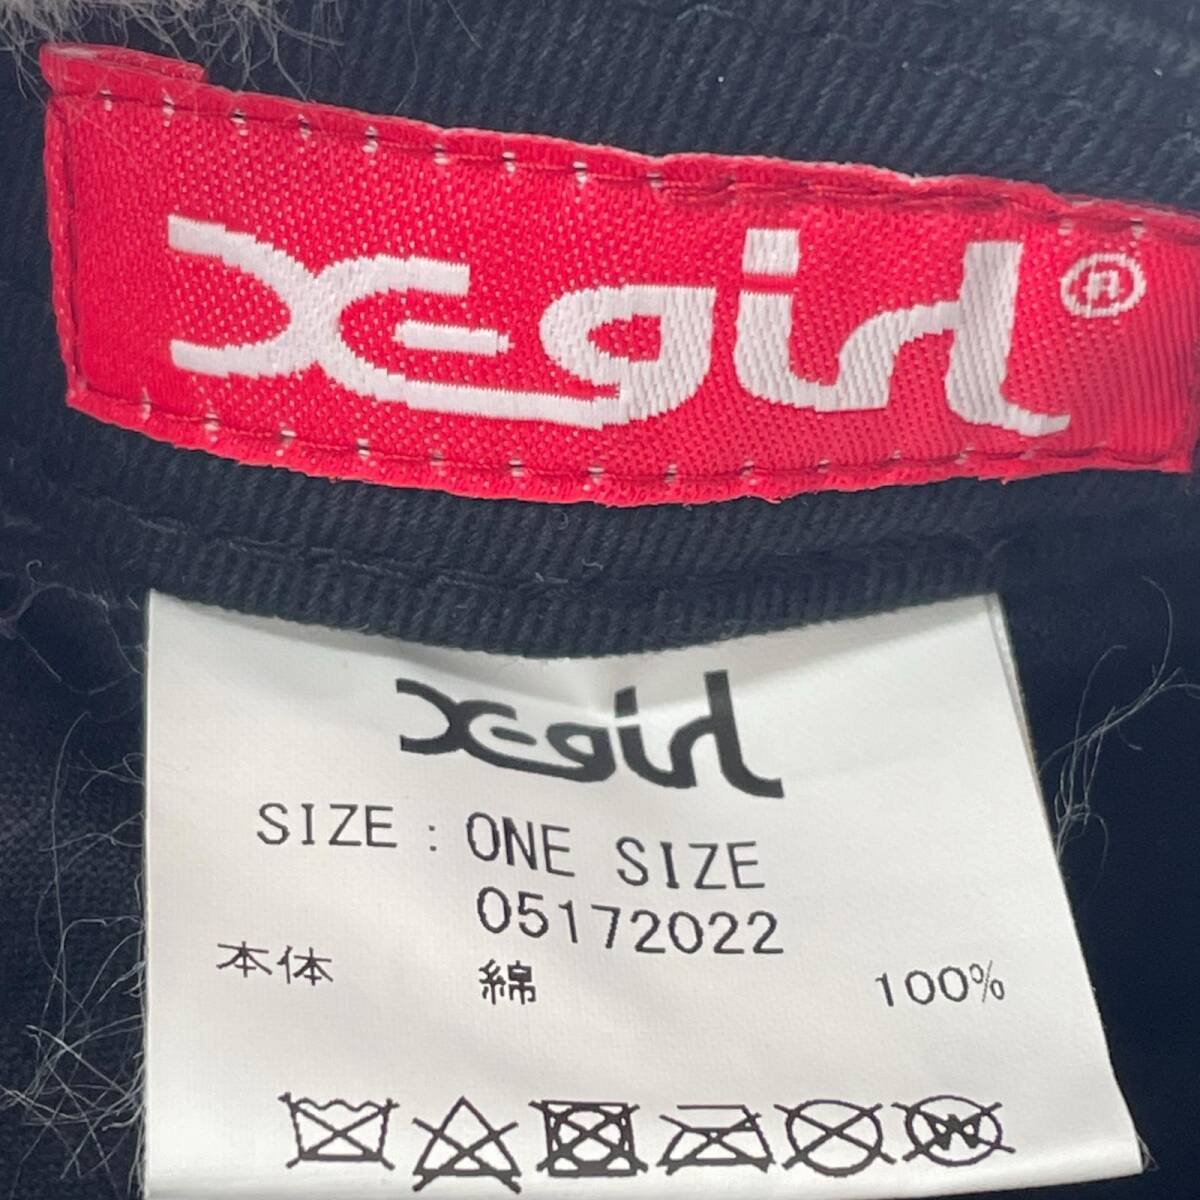 X-girl®
X-girl
SIZE : ONE SIZE
05172022
本体 綿 100%